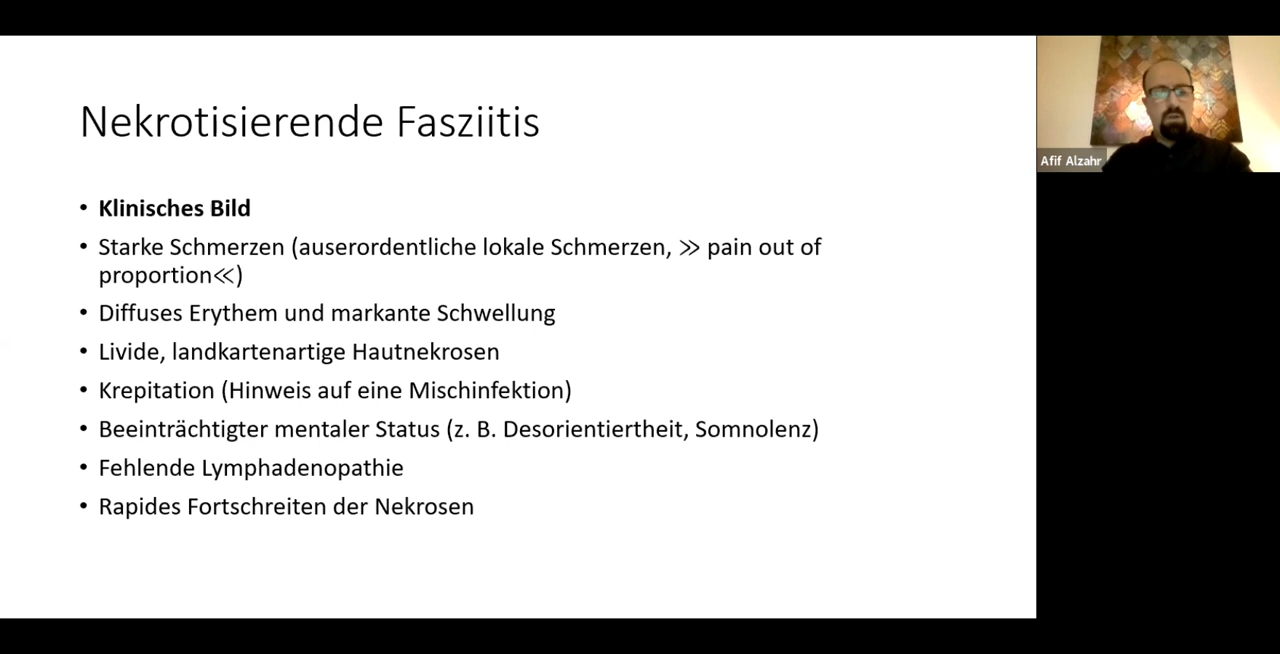 Nekrotisierende Fasziitis
• Klinisches Bild
• Starke Schmerzen (auserordentliche lokale Schmerzen, ≫ pain out of
proportion≪)
• Diffuses Erythem und markante Schwellung
• Livide, landkartenartige Hautnekrosen
• Krepitation (Hinweis auf eine Mischinfektion)
• Beeinträchtigter mentaler Status (z. B. Desorientiertheit, Somnolenz)
• Fehlende Lymphadenopathie
• Rapides Fortschreiten der Nekrosen
Afif Alzahr